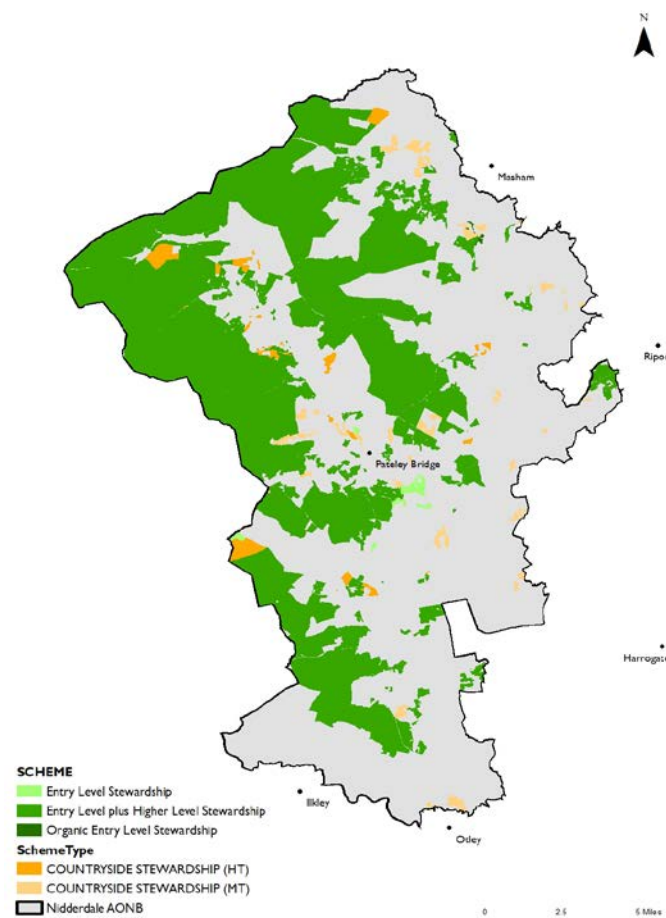 N
Masham
Ripon
Pateley Bridge
Harrogate
SCHEME
Entry Level Stewardship
Entry Level plus Higher Level Stewardship
Organic Entry Level Stewardship
SchemeType
COUNTRYSIDE STEWARDSHIP (HT)
COUNTRYSIDE STEWARDSHIP (MT)
Nidderdale AONB
Ilkley
Otley
0 2.5 5 Miles